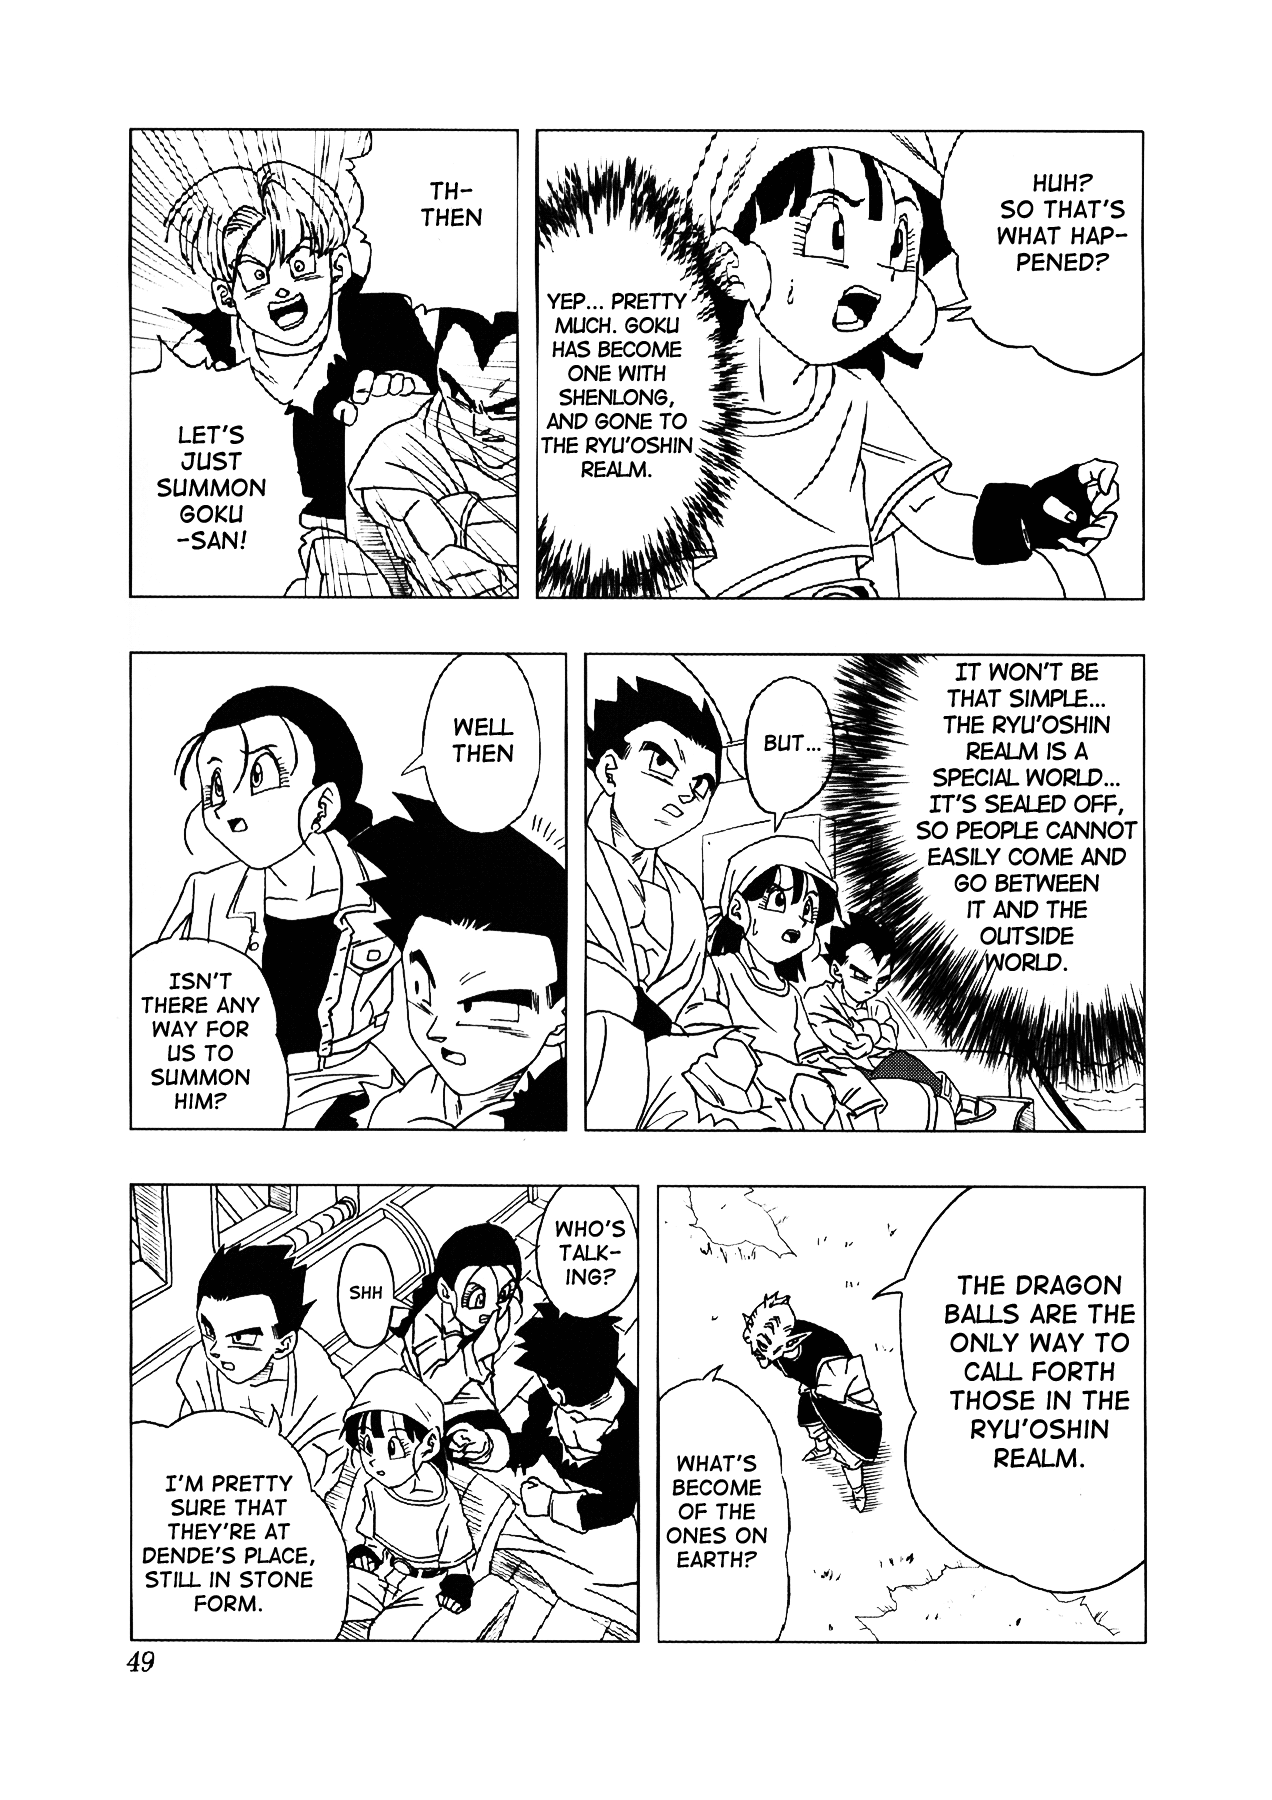 HUH?
SO THAT'S
WHAT HAP-
PENED?
YEP... PRETTY
MUCH. GOKU
HAS BECOME
ONE WITH
SHENLONG,
AND GONE TO
THE RYU'OSHIN
REALM.
TH-
THEN
LET'S
JUST
SUMMON
GOKU
-SAN!
IT WON'T BE
THAT SIMPLE...
THE RYU'OSHIN
REALM IS A
SPECIAL WORLD...
IT'S SEALED OFF,
SO PEOPLE CANNOT
EASILY COME AND
GO BETWEEN
IT AND THE
OUTSIDE
WORLD.
BUT...
WELL
THEN
ISN'T
THERE ANY
WAY FOR
US TO
SUMMON
HIM?
THE DRAGON
BALLS ARE THE
ONLY WAY TO
CALL FORTH
THOSE IN THE
RYU'OSHIN
REALM.
WHAT'S
BECOME
OF THE
ONES ON
EARTH?
WHO'S
TALK-
ING?
SHH
I'M PRETTY
SURE THAT
THEY'RE AT
DENDE'S PLACE,
STILL IN STONE
FORM.
49